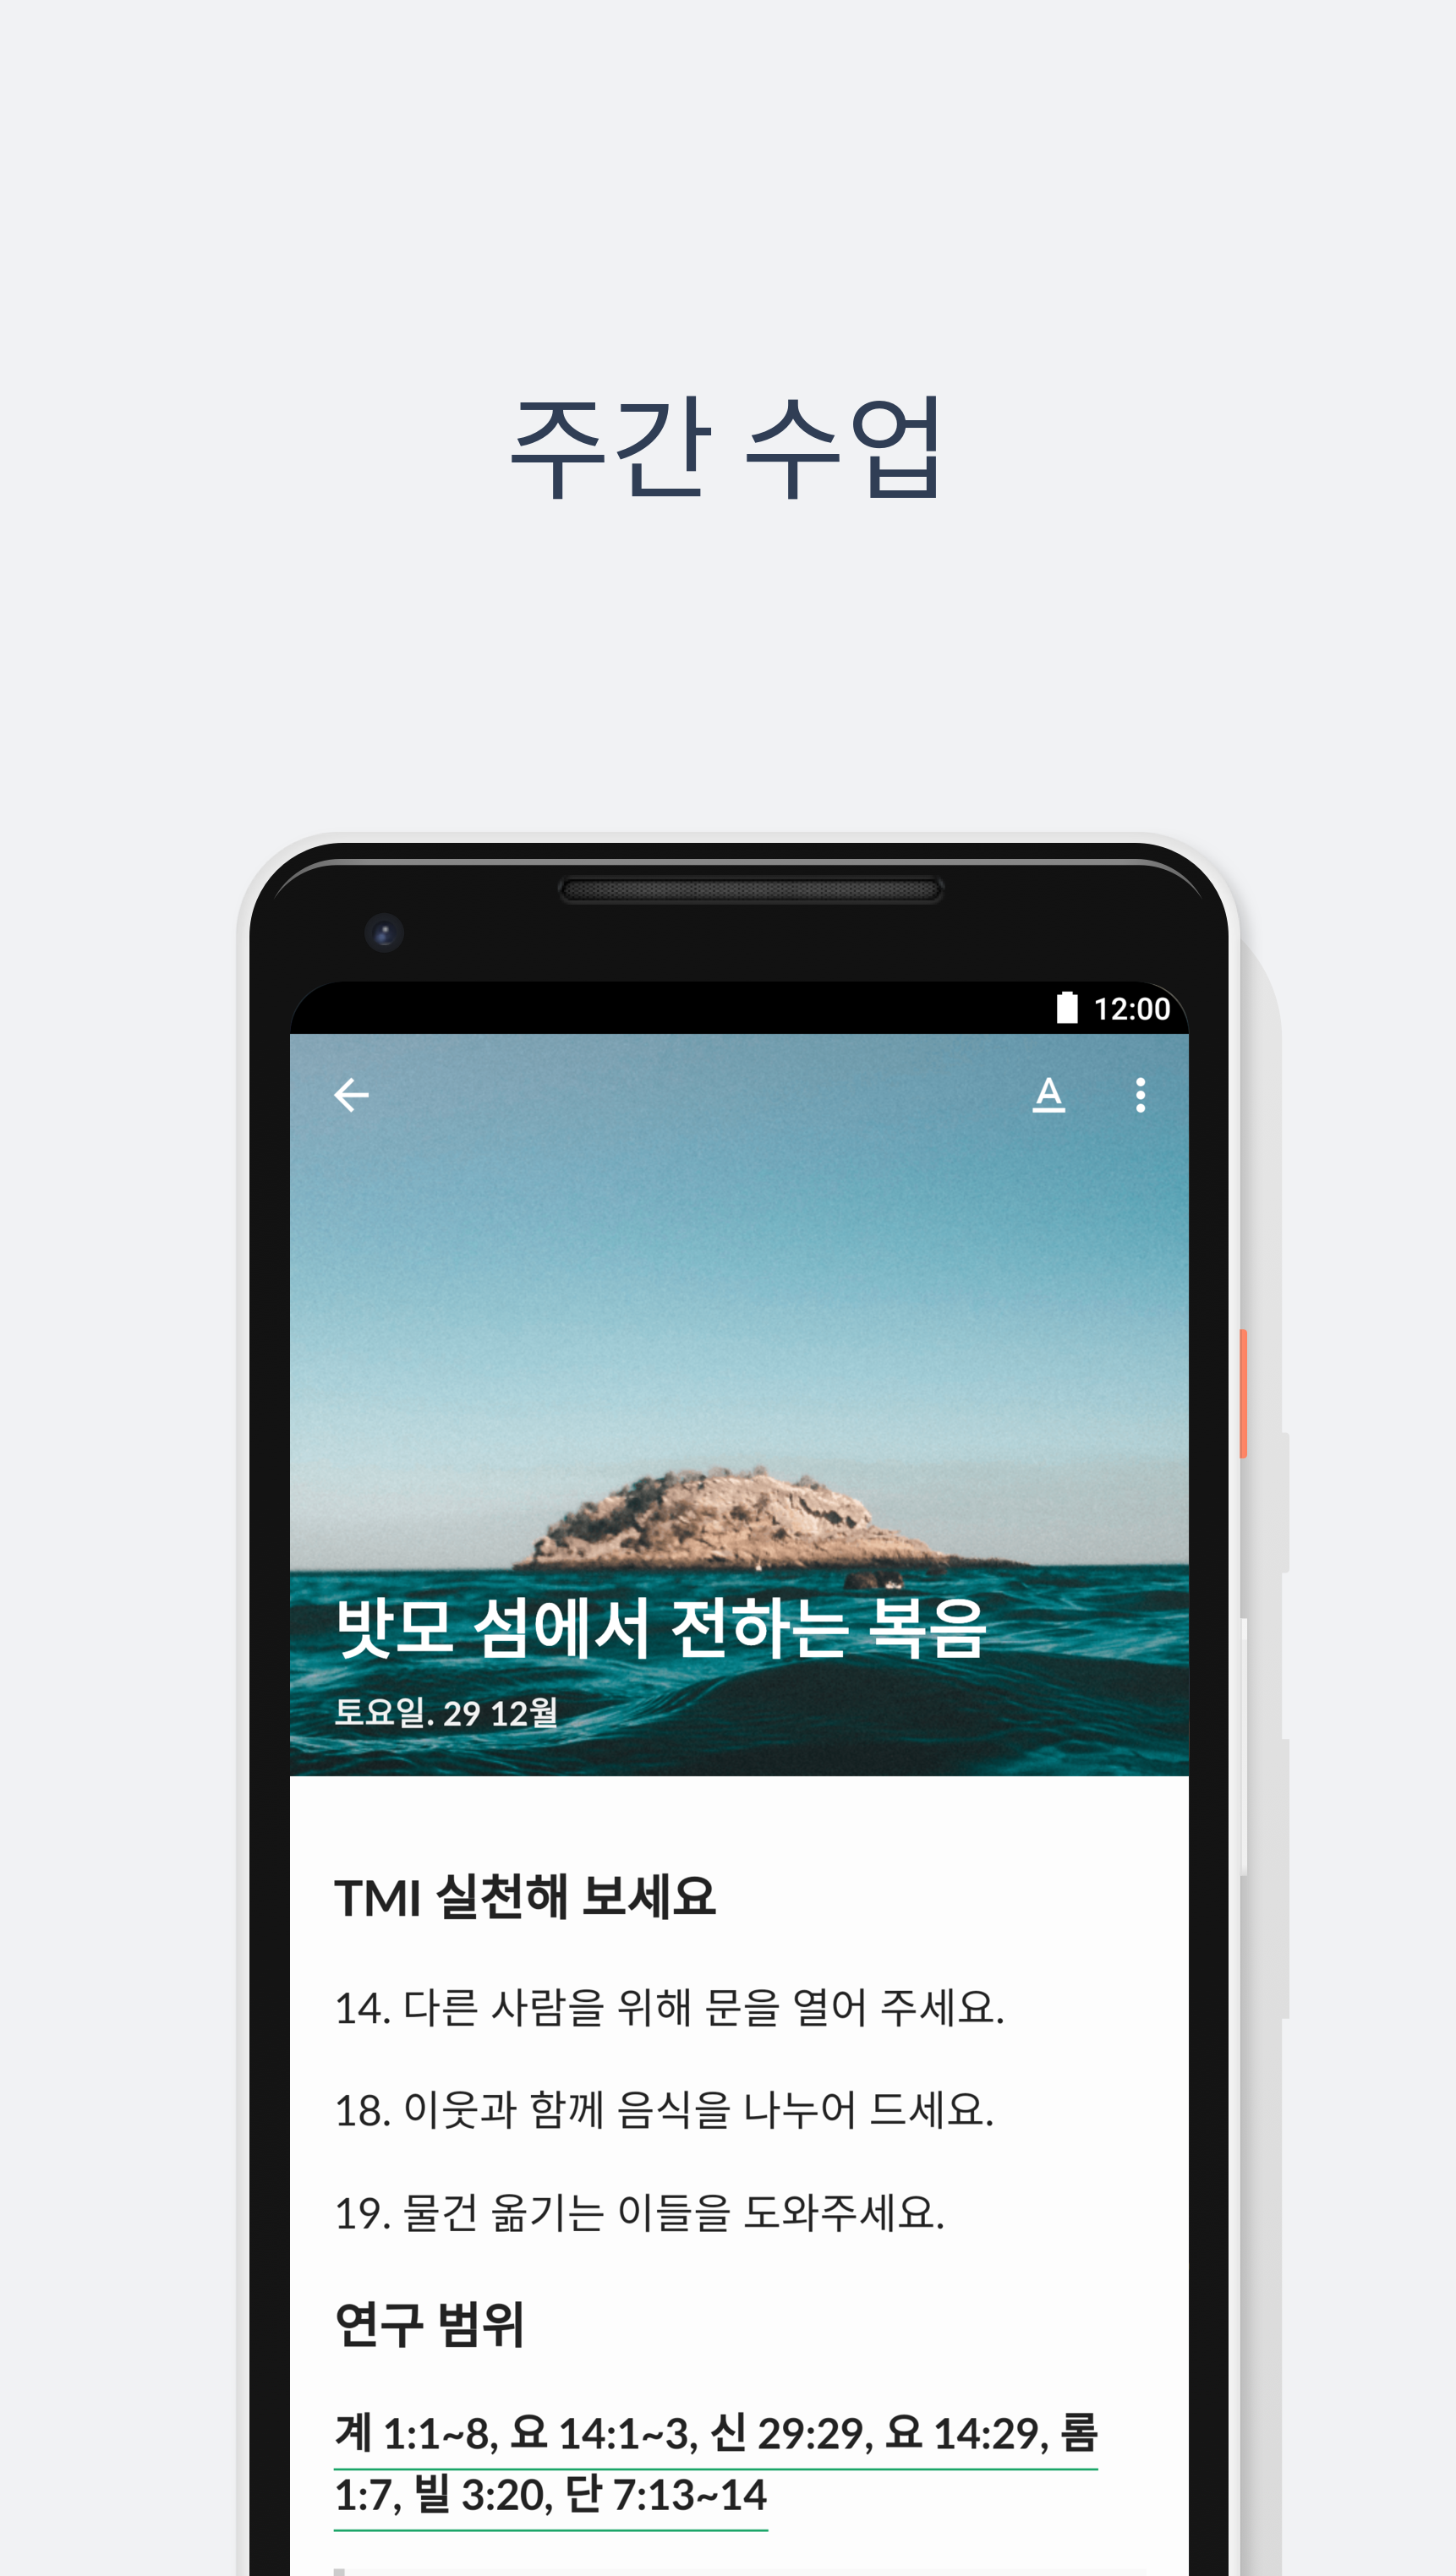 주간 수업
12:00
A
밧모 섬에서 전하는 복음
토요일. 29 12월
TMI 실천해 보세요
14. 다른 사람을 위해 문을 열어 주세요.
18. 이웃과 함께 음식을 나누어 드세요.
19. 물건 옮기는 이들을 도와주세요.
연구 범위
계 1:1~8, 요 14:1~3, 신 29:29, 요 14:29, 롬
1:7, 빌 3:20, 단 7:13~14